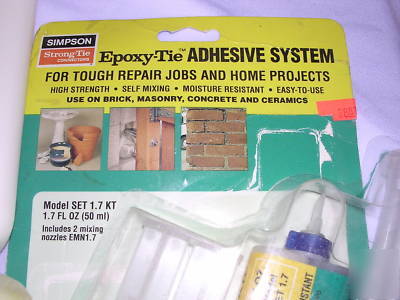 SIMPSON
Strong-Tie
CONNECTORS
Epoxy-Tie™ ADHESIVE SYSTEM
FOR TOUGH REPAIR JOBS AND HOME PROJECTS
HIGH STRENGTH • SELF MIXING • MOISTURE RESISTANT • EASY-TO-USE
USE ON BRICK, MASONRY, CONCRETE AND CERAMICS
Model SET 1.7 KT
1.7 FL OZ (50 ml)
Includes 2 mixing
nozzles EMN1.7